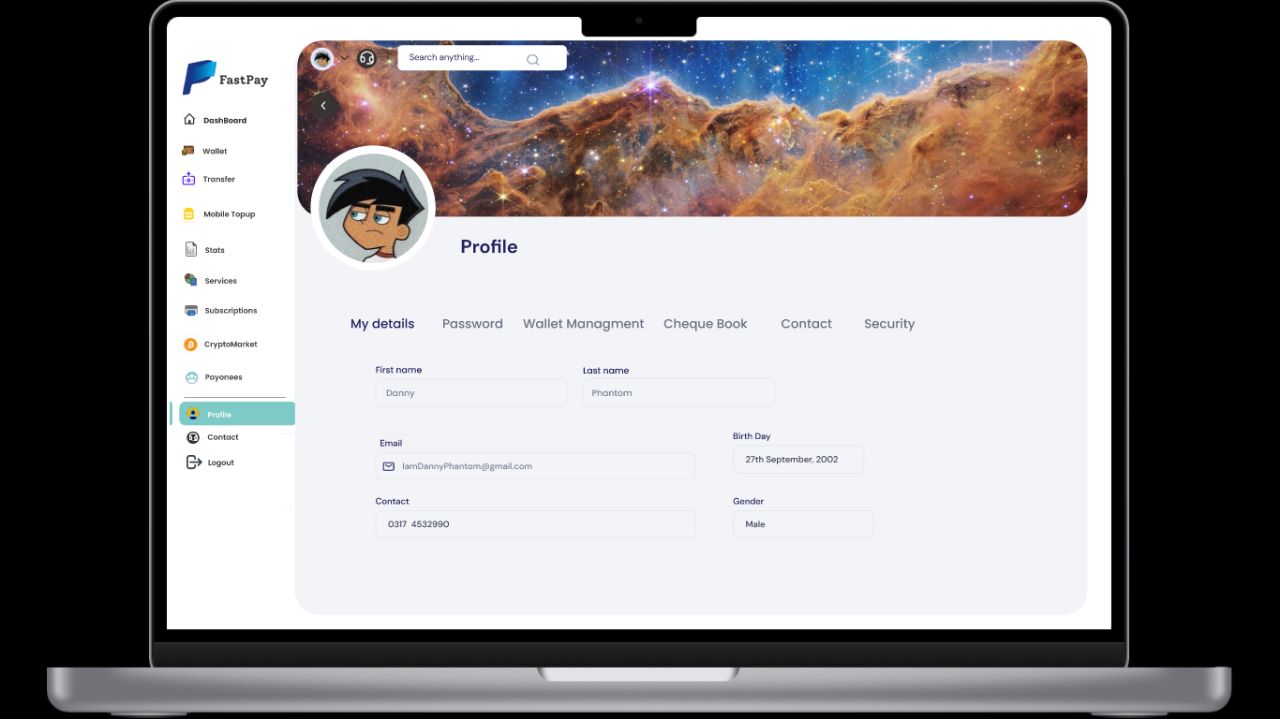 Search anything...
FastPay
DashBoard
Wallet
Transfer
Mobile Topup
Stats
Services
Subscriptions
CryptoMarket
Payonees
Profile
Contact
Logout
Profile
My details Password Wallet Managment Cheque Book Contact Security
First name Last name
Danny Phantom
Email Birth Day
IamDannyPhantom@gmail.com 27th September, 2002
Contact Gender
0317 4532990 Male